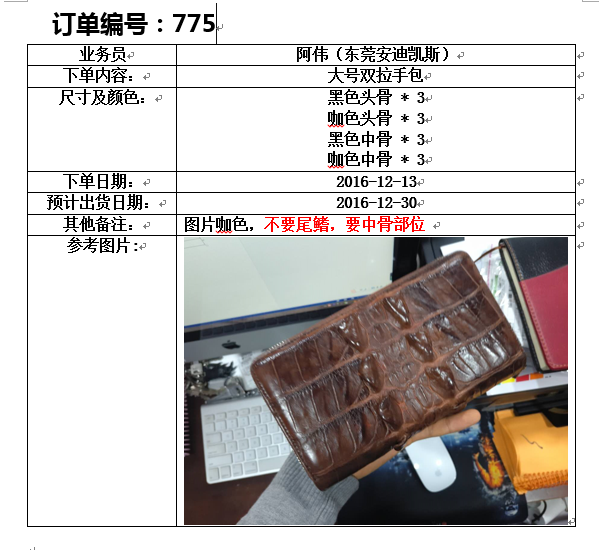 订单编号：775
业务员 阿伟（东莞安迪凯斯）
下单内容： 大号双拉手包
尺寸及颜色： 黑色头骨 * 3
咖色头骨 * 3
黑色中骨 * 3
咖色中骨 * 3
下单日期： 2016-12-13
预计出货日期： 2016-12-30
其他备注： 图片咖色，不要尾鳍，要中骨部位
参考图片: